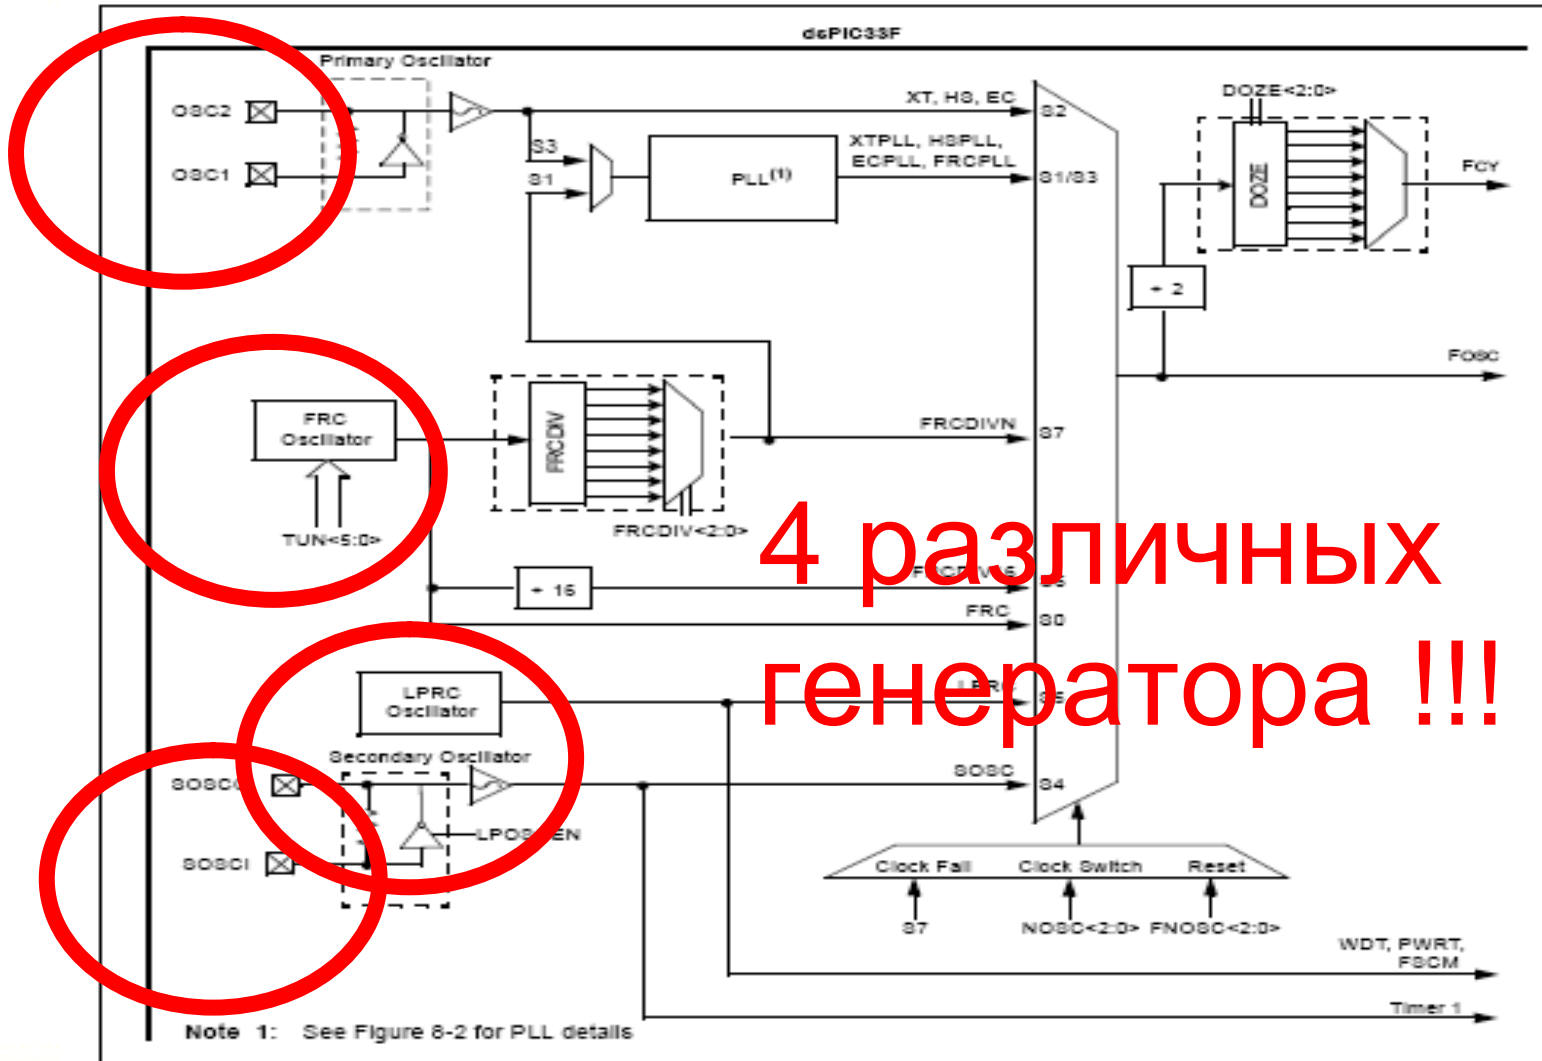 dsPIC33F
Primary Oscillator
DOZE<2:0>
OSC2
XT, HS, EC
S2
S3
XTPLL, HSPLL,
ECPLL, FRCPLL
OSC1
S1
PLL(1)
S1/S3
DOZE
FCY
÷ 2
FOSC
FRC
Oscillator
FRCDIV
FRCDIVN
S7
TUN<5:0>
FRCDIV<2:0>
4 различных
÷ 16
FRC
S0
генератора !!!
LPRC
Oscillator
Secondary Oscillator
SOSC
S4
SOSCI
Clock Fail
Clock Switch
Reset
S7
NOSC<2:0>
FNOSC<2:0>
WDT, PWRT,
FSCM
Timer 1
Note 1: See Figure 8-2 for PLL details